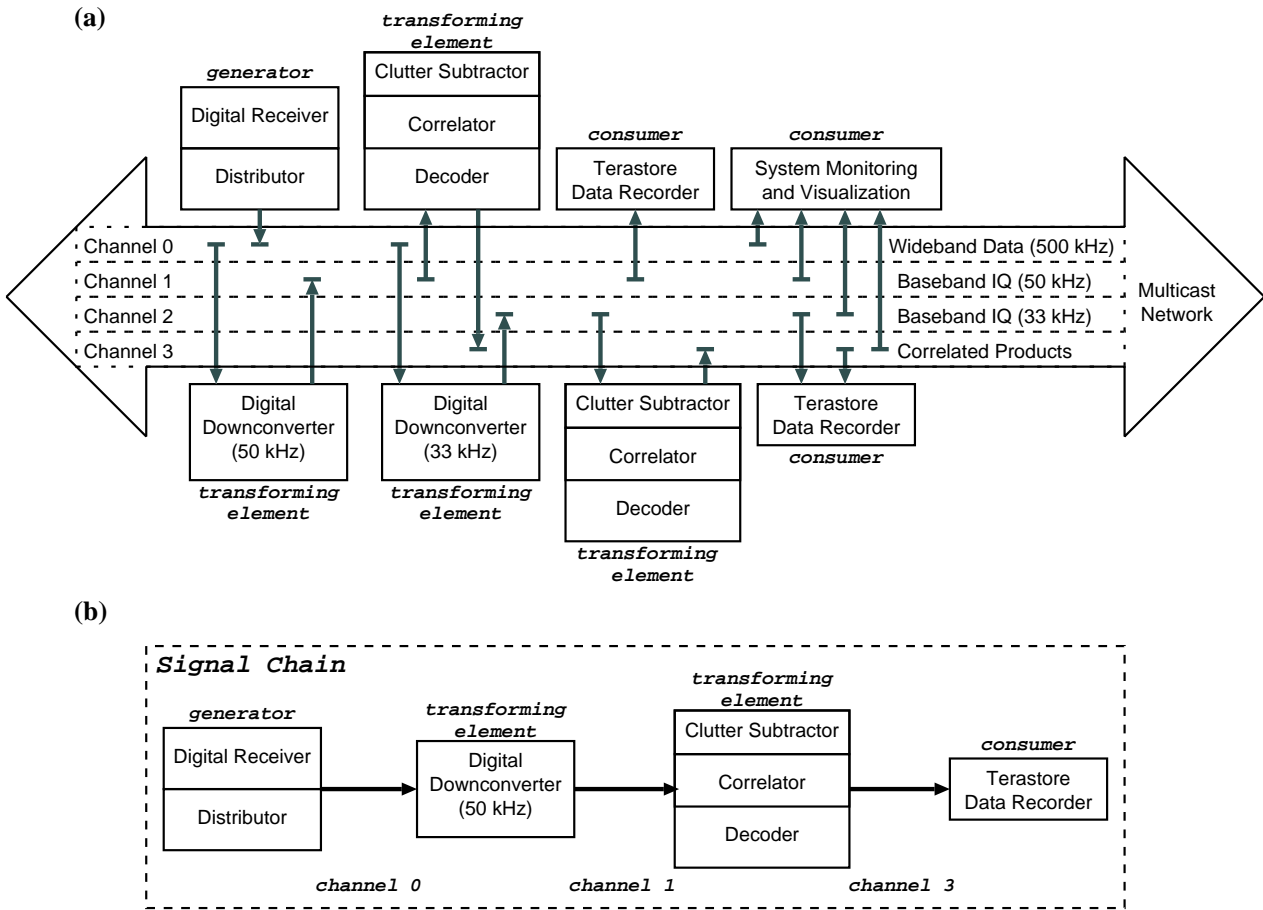 (a)
transforming
element
generator
Clutter Subtractor
Digital Receiver
Correlator
consumer
consumer
Distributor
Decoder
Terastore
Data Recorder
System Monitoring
and Visualization
Channel 0
Wideband Data (500 kHz)
Channel 1
Baseband IQ (50 kHz)
Channel 2
Baseband IQ (33 kHz)
Channel 3
Correlated Products
Multicast
Network
Digital
Downconverter
(50 kHz)
transforming
element
Digital
Downconverter
(33 kHz)
transforming
element
Clutter Subtractor
Correlator
Decoder
transforming
element
Terastore
Data Recorder
consumer
(b)
Signal Chain
generator
Digital Receiver
Distributor
transforming
element
Digital
Downconverter
(50 kHz)
transforming
element
Clutter Subtractor
Correlator
Decoder
consumer
Terastore
Data Recorder
channel 0
channel 1
channel 3